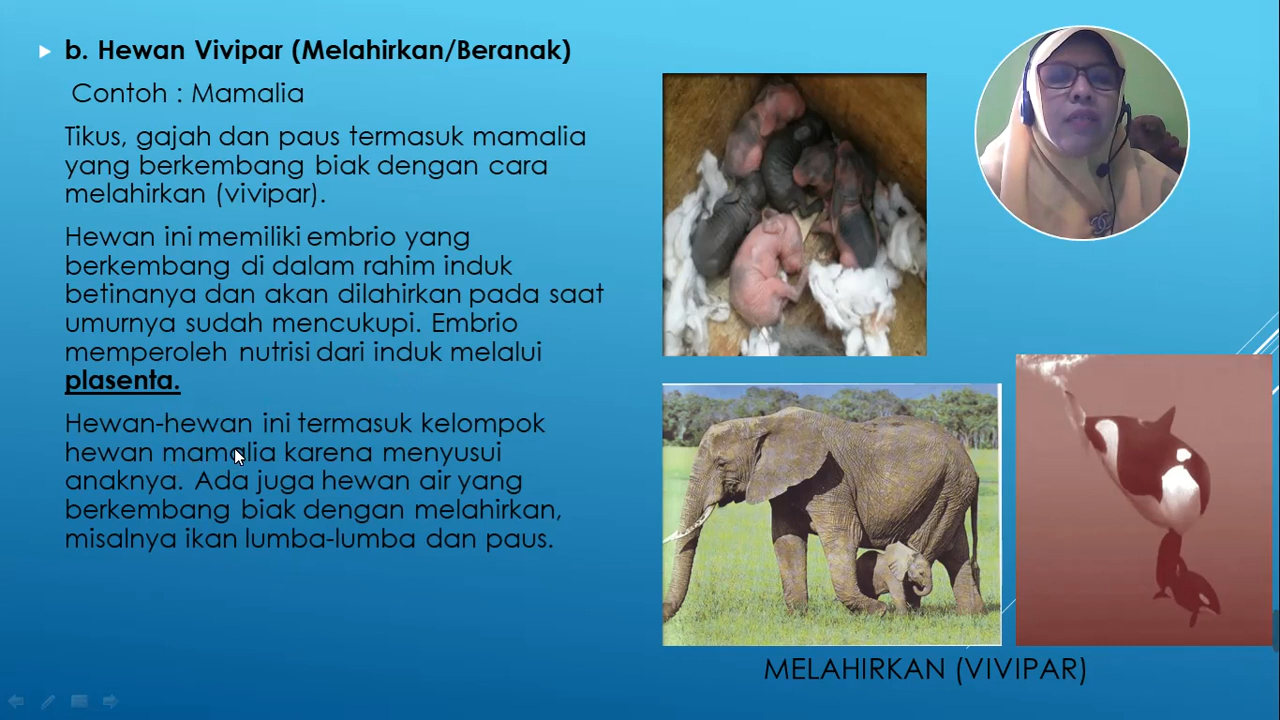 b. Hewan Vivipar (Melahirkan/Beranak)
Contoh : Mamalia
Tikus, gajah dan paus termasuk mamalia
yang berkembang biak dengan cara
melahirkan (vivipar).
Hewan ini memiliki embrio yang
berkembang di dalam rahim induk
betinanya dan akan dilahirkan pada saat
umurnya sudah mencukupi. Embrio
memperoleh nutrisi dari induk melalui
plasenta.
Hewan-hewan ini termasuk kelompok
hewan mamalia karena menyusui
anaknya. Ada juga hewan air yang
berkembang biak dengan melahirkan,
misalnya ikan lumba-lumba dan paus.
MELAHIRKAN (VIVIPAR)